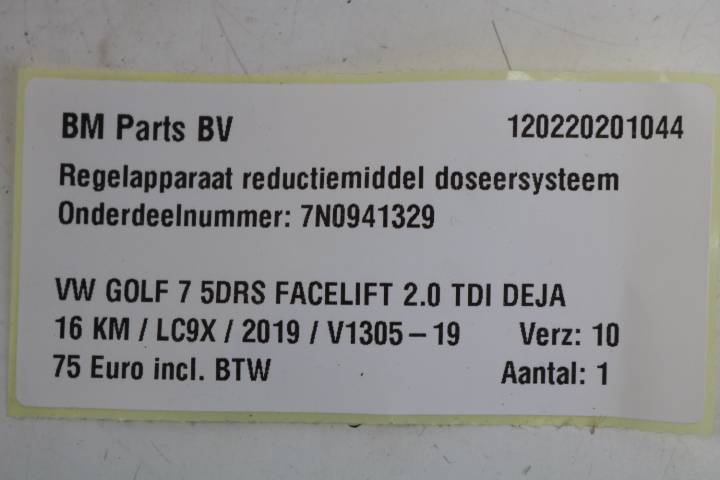 BM Parts BV 120220201044
Regelapparaat reductiemiddel doseersysteem
Onderdeelnummer: 7N0941329
VW GOLF 7 5DRS FACELIFT 2.0 TDI DEJA
16 KM / LC9X / 2019 / V1305-19 Verz: 10
75 Euro incl. BTW Aantal: 1